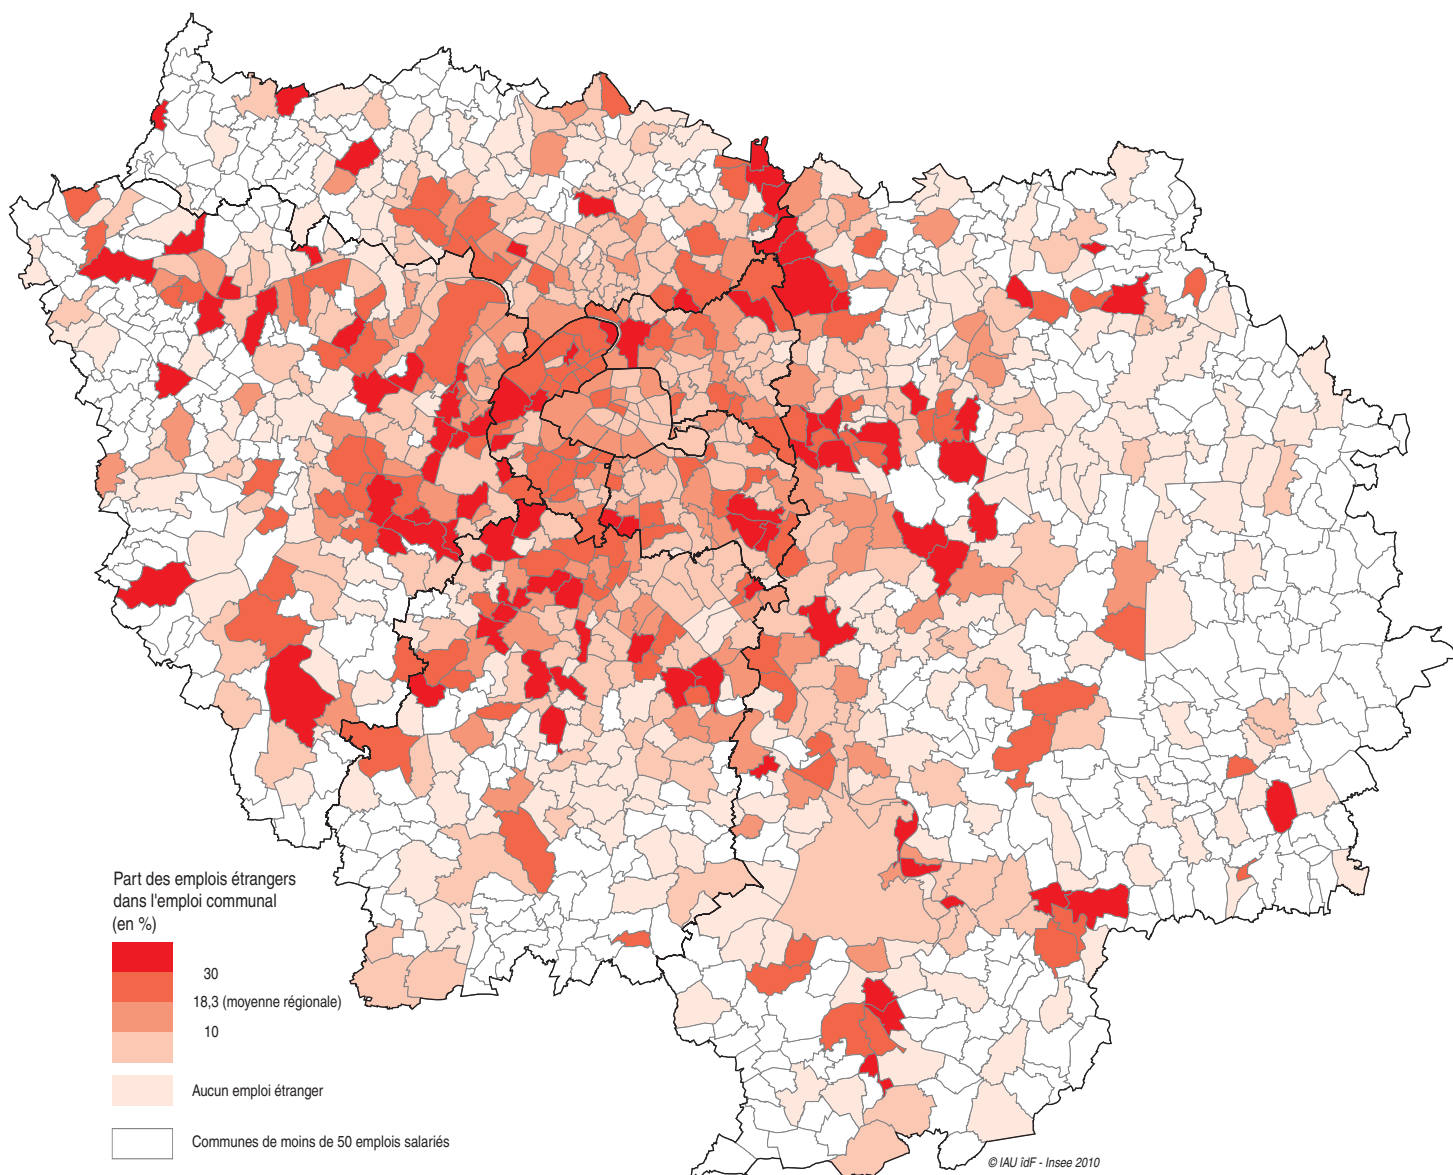 Part des emplois étrangers
dans l'emploi communal
(en %)
30
18,3 (moyenne régionale)
10
Aucun emploi étranger
Communes de moins de 50 emplois salariés
© IAU îdF - Insee 2010